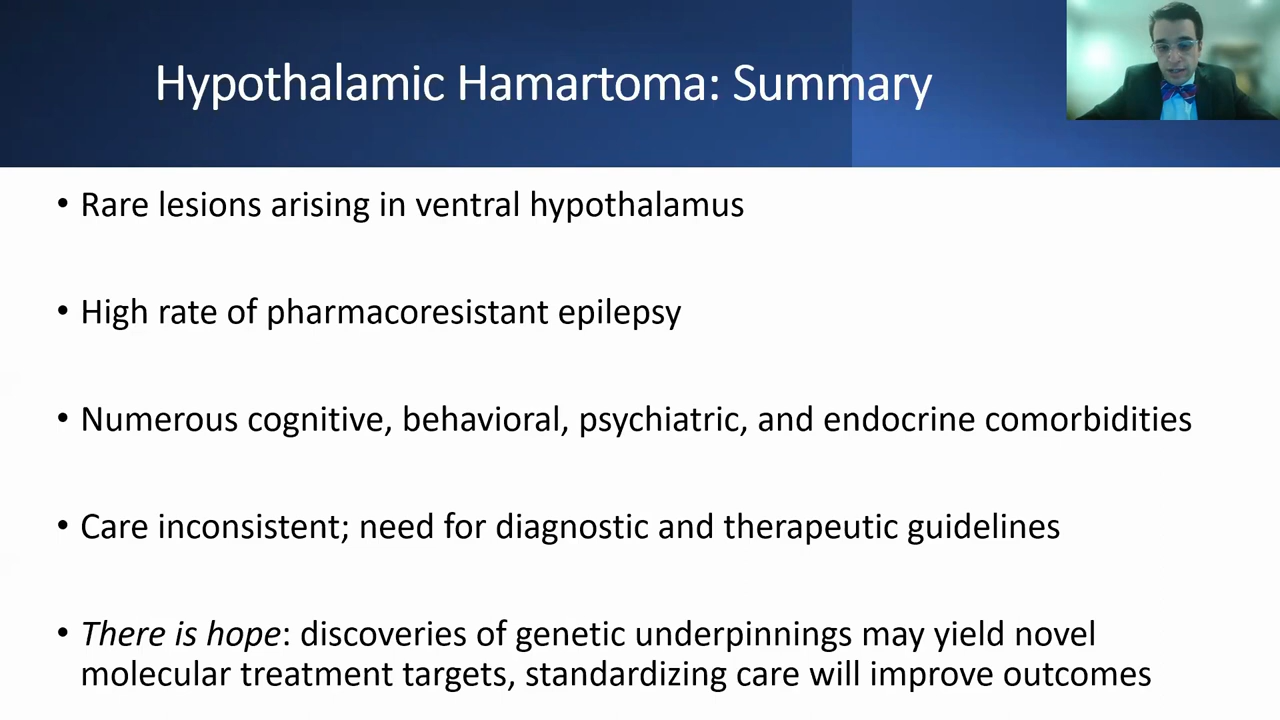 Hypothalamic Hamartoma: Summary
• Rare lesions arising in ventral hypothalamus
• High rate of pharmacoresistant epilepsy
• Numerous cognitive, behavioral, psychiatric, and endocrine comorbidities
• Care inconsistent; need for diagnostic and therapeutic guidelines
• There is hope: discoveries of genetic underpinnings may yield novel
molecular treatment targets, standardizing care will improve outcomes